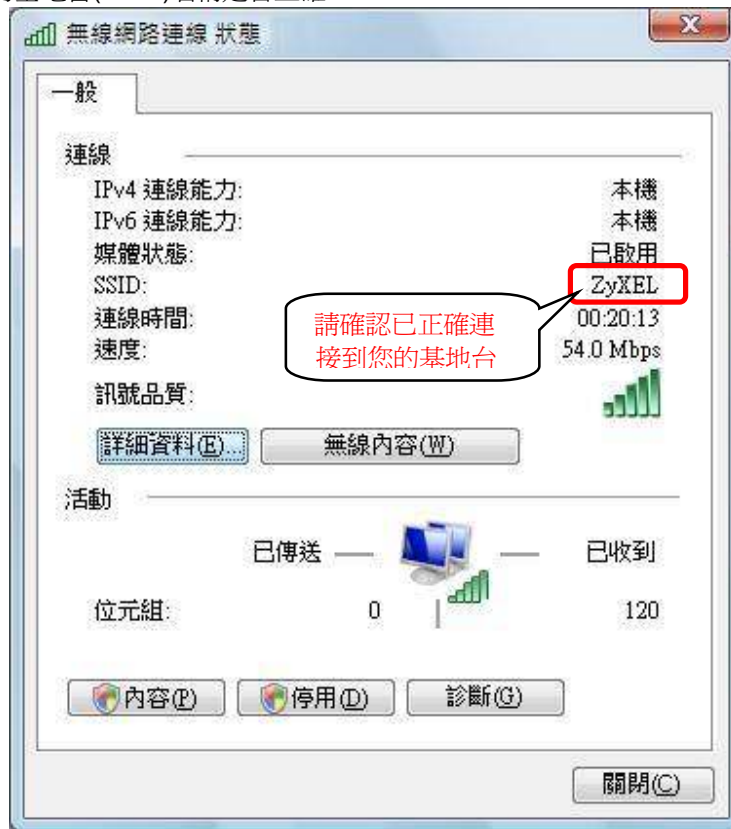 無線網路連線 狀態
一般
連線
IPv4 連線能力: 本機
IPv6 連線能力: 本機
媒體狀態: 已啟用
SSID: ZyXEL
連線時間: 00:20:13
速度: 54.0 Mbps
請確認已正確連
接到您的基地台
訊號品質:
詳細資料(E)... 無線內容(W)
活動
已傳送 已收到
位元組: 0 120
內容(P) 停用(D) 診斷(G)
關閉(C)